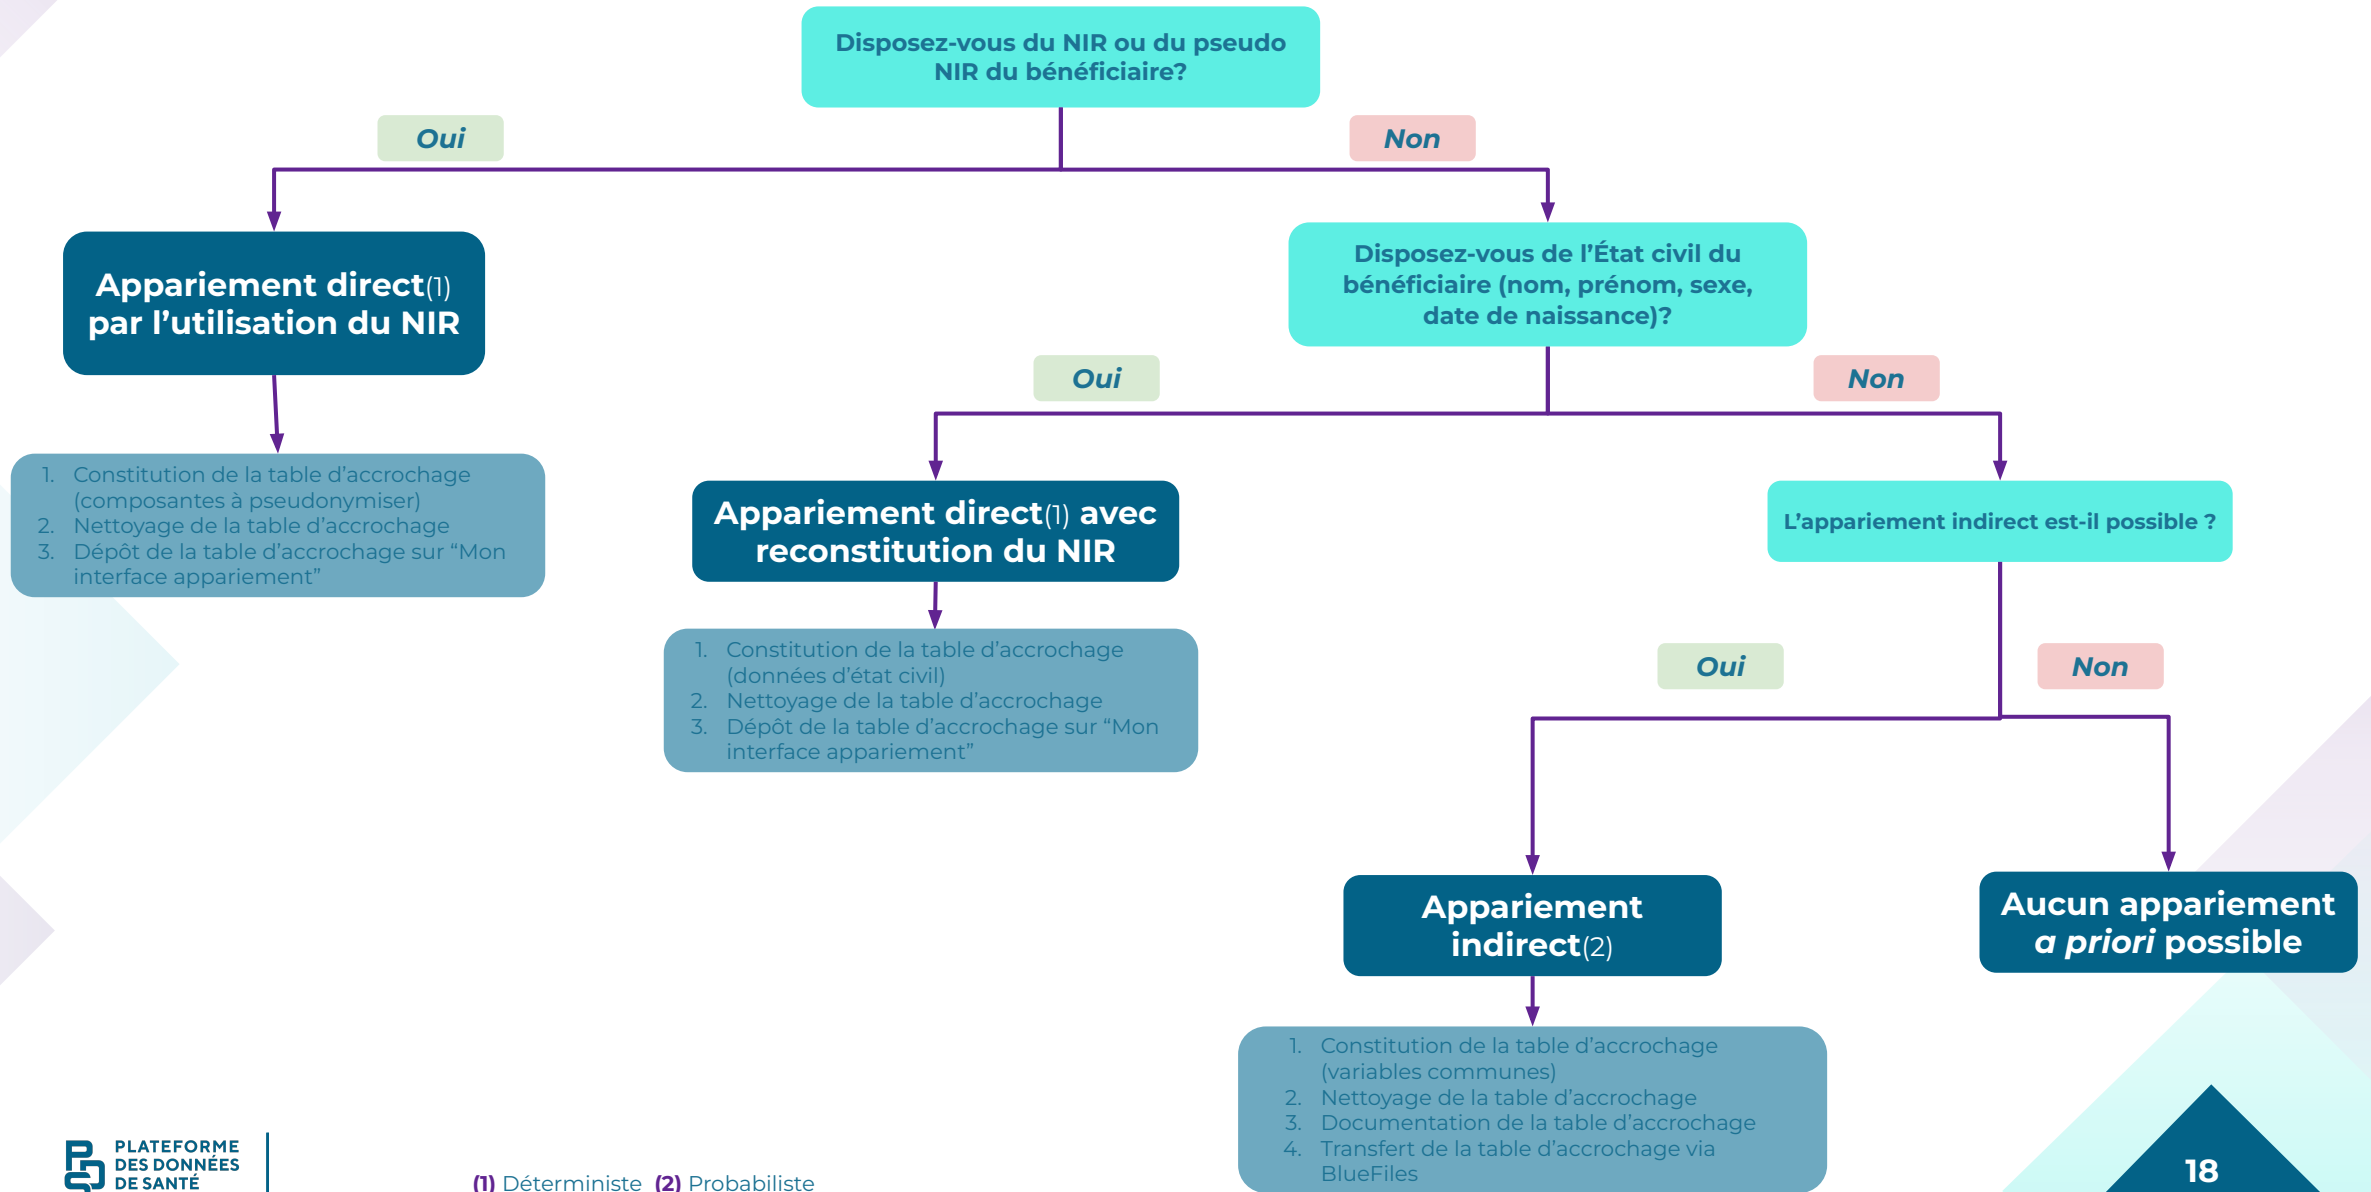 Disposez-vous du NIR ou du pseudo
NIR du bénéficiaire?
Oui
Non
Appariement direct(1)
par l’utilisation du NIR
Disposez-vous de l’État civil du
bénéficiaire (nom, prénom, sexe,
date de naissance)?
Oui
Non
1. Constitution de la table d’accrochage
(composantes à pseudonymiser)
2. Nettoyage de la table d’accrochage
3. Dépôt de la table d’accrochage sur “Mon
interface appariement”
Appariement direct(1) avec
reconstitution du NIR
L’appariement indirect est-il possible ?
1. Constitution de la table d’accrochage
(données d’état civil)
2. Nettoyage de la table d’accrochage
3. Dépôt de la table d’accrochage sur “Mon
interface appariement”
Oui
Non
Appariement
indirect(2)
Aucun appariement
a priori possible
1. Constitution de la table d’accrochage
(variables communes)
2. Nettoyage de la table d’accrochage
3. Documentation de la table d’accrochage
4. Transfert de la table d’accrochage via
BlueFiles
PLATEFORME
DES DONNÉES
DE SANTÉ
(1) Déterministe (2) Probabiliste
18